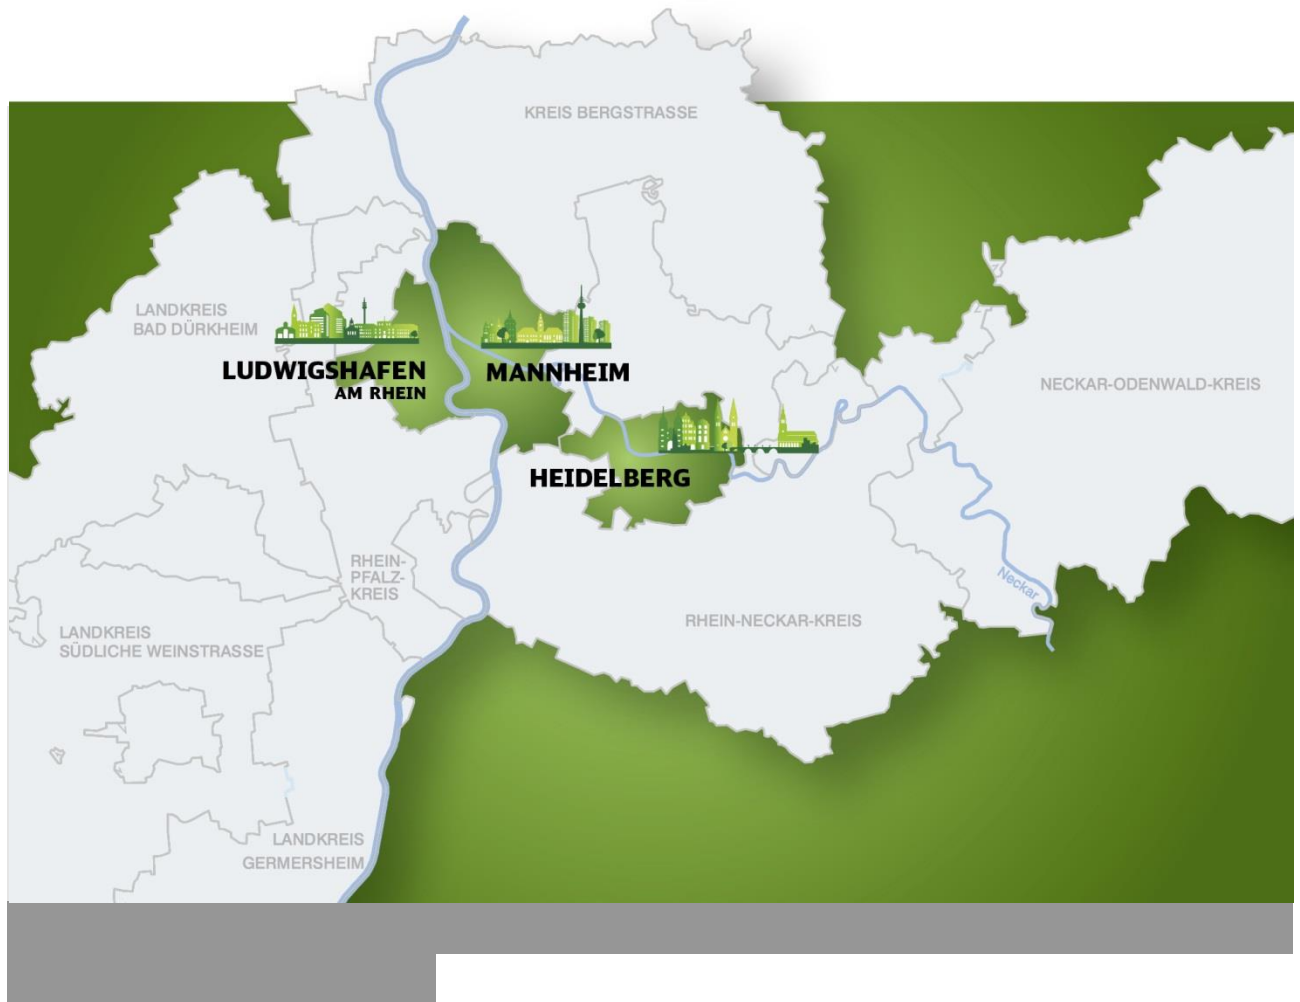 KREIS BERGSTRASSE
LANDKREIS
BAD DÜRKHEIM
LUDWIGSHAFEN
AM RHEIN
MANNHEIM
NECKAR-ODENWALD-KREIS
HEIDELBERG
RHEIN-
PFALZ-
KREIS
Neckar
RHEIN-NECKAR-KREIS
LANDKREIS
SÜDLICHE WEINSTRASSE
LANDKREIS
GERMERSHEIM